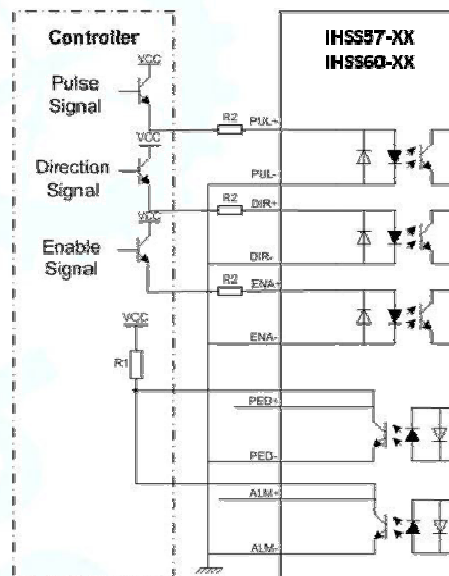 Controller
IHSS57-XX
IHSS60-XX
VCC
Pulse
Signal
R2
PUL+
VCC
Direction
Signal
PUL-
R2
DIR+
VCC
Enable
Signal
DIR-
R2
ENA+
VCC
ENA-
R1
PED+
PED-
ALM+
ALM-